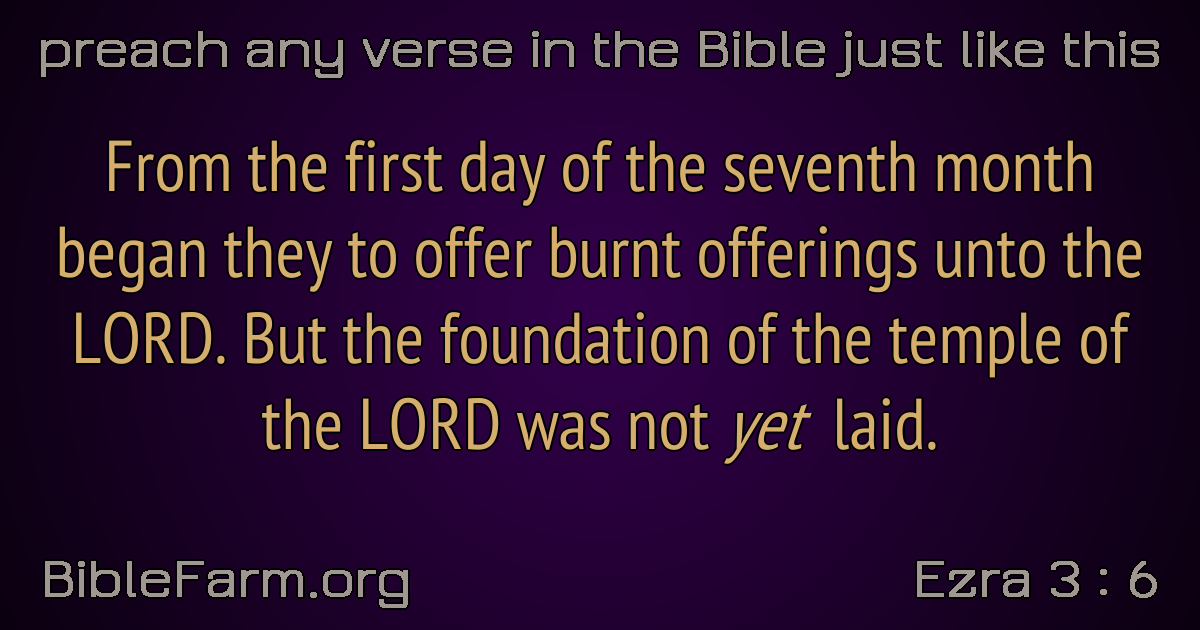 preach any verse in the Bible just like this
From the first day of the seventh month
began they to offer burnt offerings unto the
LORD. But the foundation of the temple of
the LORD was not yet laid.
BibleFarm.org
Ezra 3 : 6